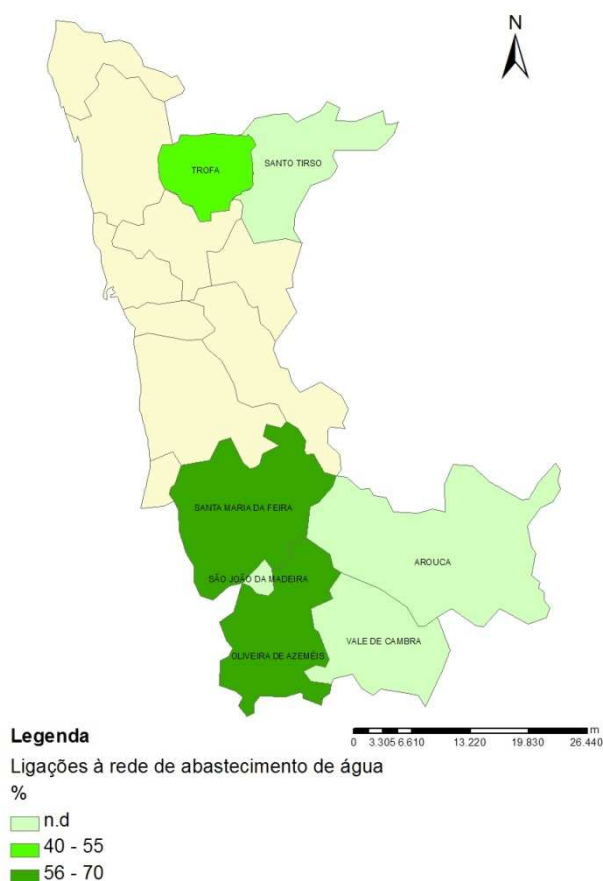 N
TROFA
SANTO TIRSO
SANTA MARIA DA FEIRA
AROUCA
SÃO JOÃO DA MADEIRA
VALE DE CAMBRA
OLIVEIRA DE AZEMÉIS
Legenda
m
0 3.305 6.610 13.220 19.830 26.440
Ligações à rede de abastecimento de água
%
n.d
40 - 55
56 - 70